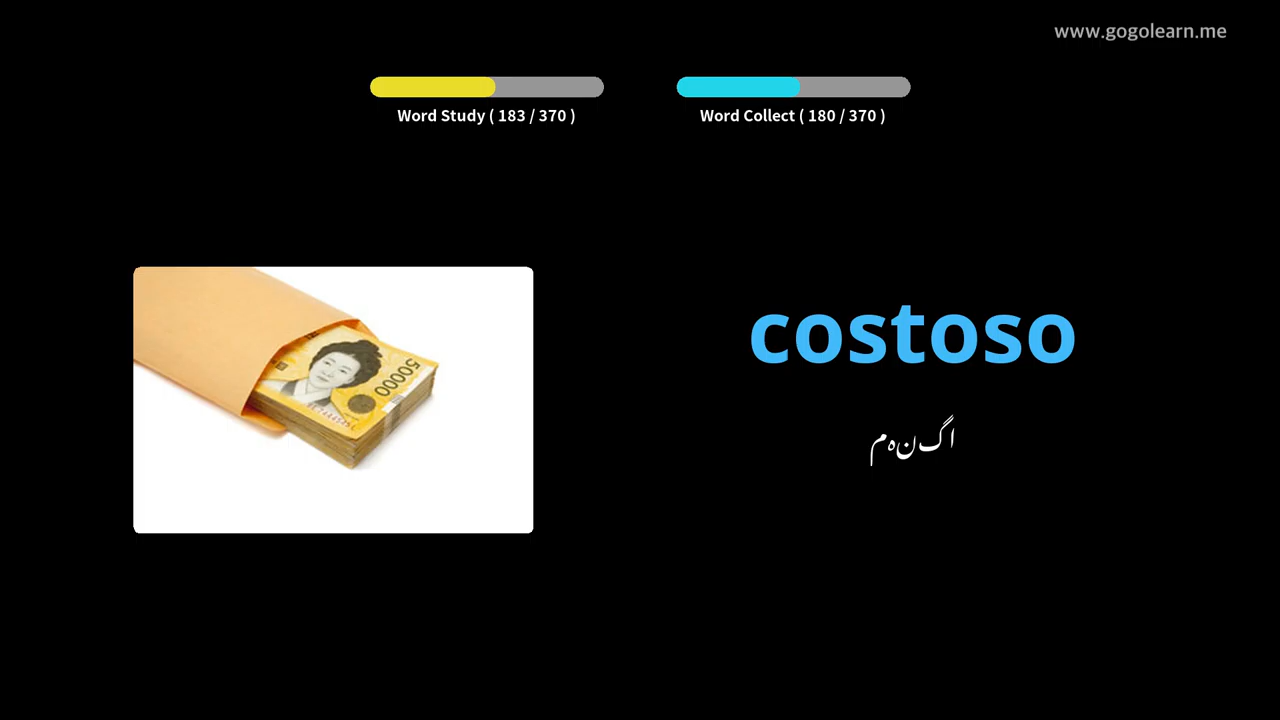 www.gogolearn.me
Word Study ( 183 / 370 )
Word Collect ( 180 / 370 )
costoso
اگنہم
50000